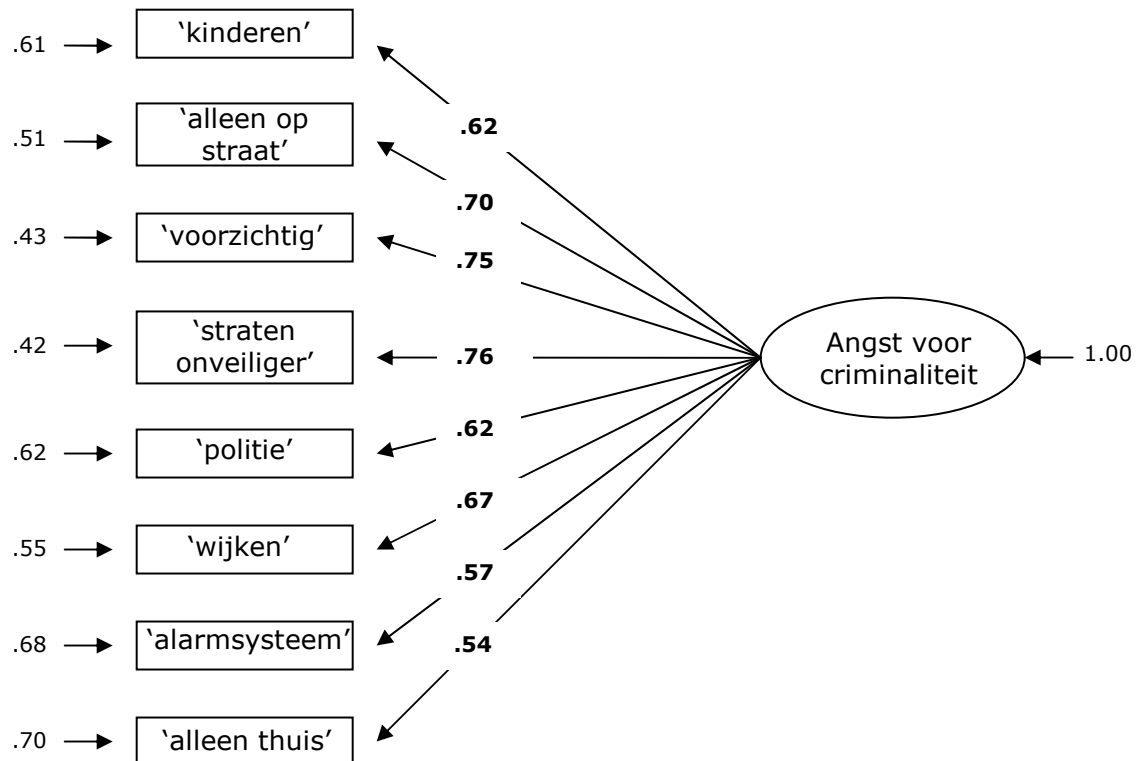 .61
‘kinderen’
.62
.51
‘alleen op
straat’
.70
.43
‘voorzichtig’
.75
.42
‘straten
onveiliger’
.76
Angst voor
criminaliteit
1.00
.62
‘politie’
.62
.55
‘wijken’
.67
.68
‘alarmsysteem’
.57
.70
‘alleen thuis’
.54